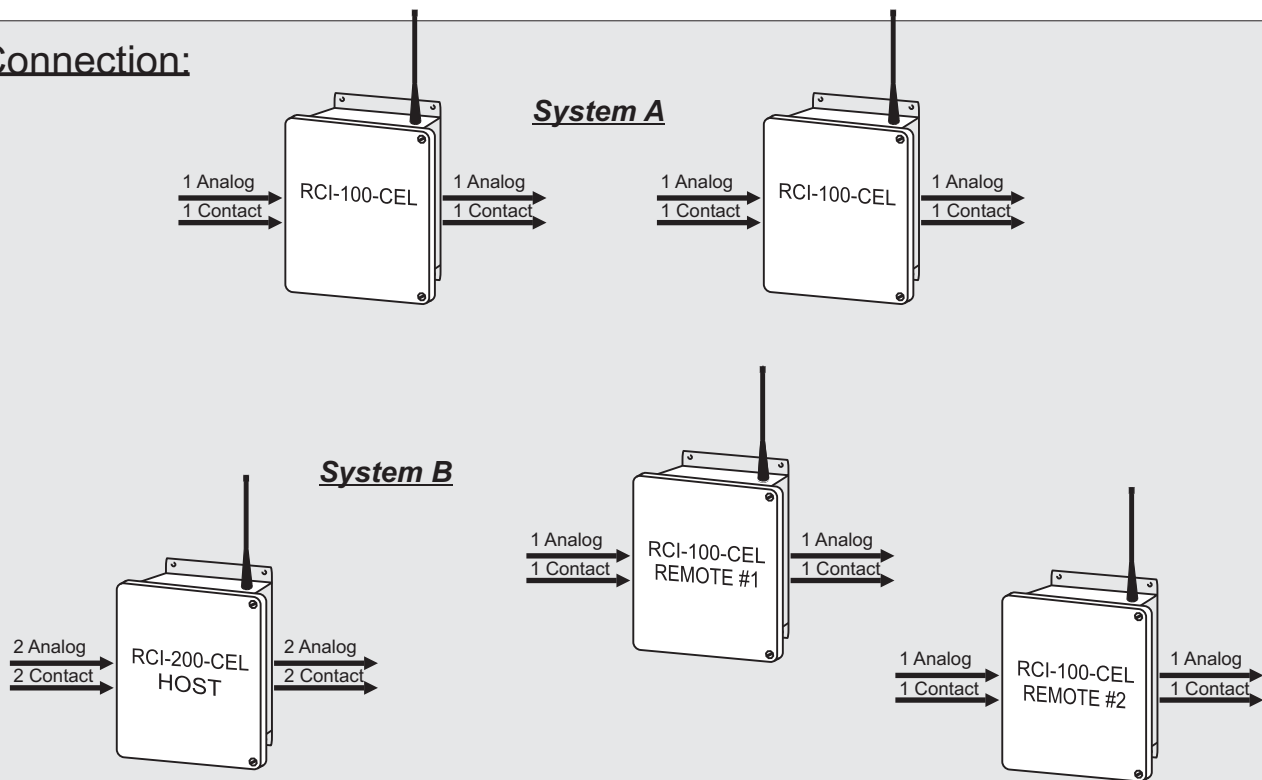 Connection:
System A
1 Analog
1 Contact
RCI-100-CEL
1 Analog
1 Contact
1 Analog
1 Contact
RCI-100-CEL
1 Analog
1 Contact
System B
1 Analog
1 Contact
RCI-100-CEL
REMOTE #1
1 Analog
1 Contact
2 Analog
2 Contact
RCI-200-CEL
HOST
2 Analog
2 Contact
1 Analog
1 Contact
RCI-100-CEL
REMOTE #2
1 Analog
1 Contact